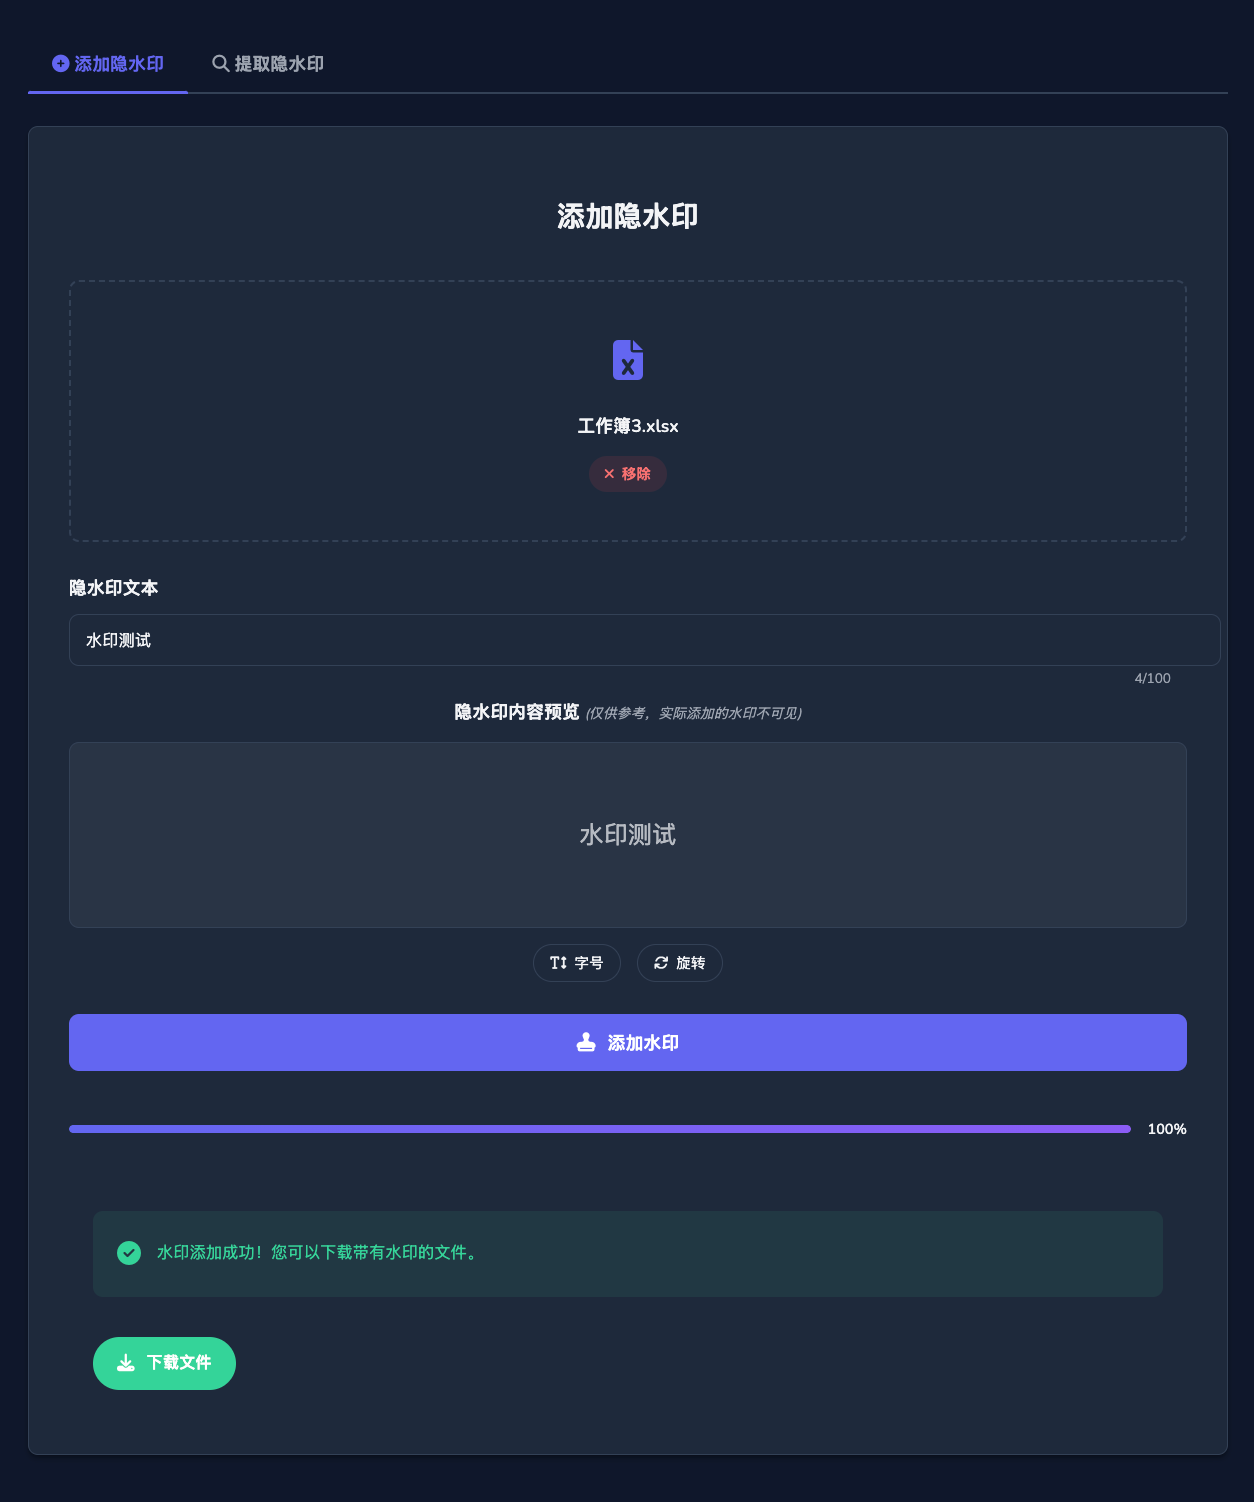 添加隐水印
提取隐水印
添加隐水印
工作簿3.xlsx
移除
隐水印文本
水印测试
4/100
隐水印内容预览 (仅供参考，实际添加的水印不可见)
水印测试
字号
旋转
添加水印
100%
水印添加成功！您可以下载带有水印的文件。
下载文件